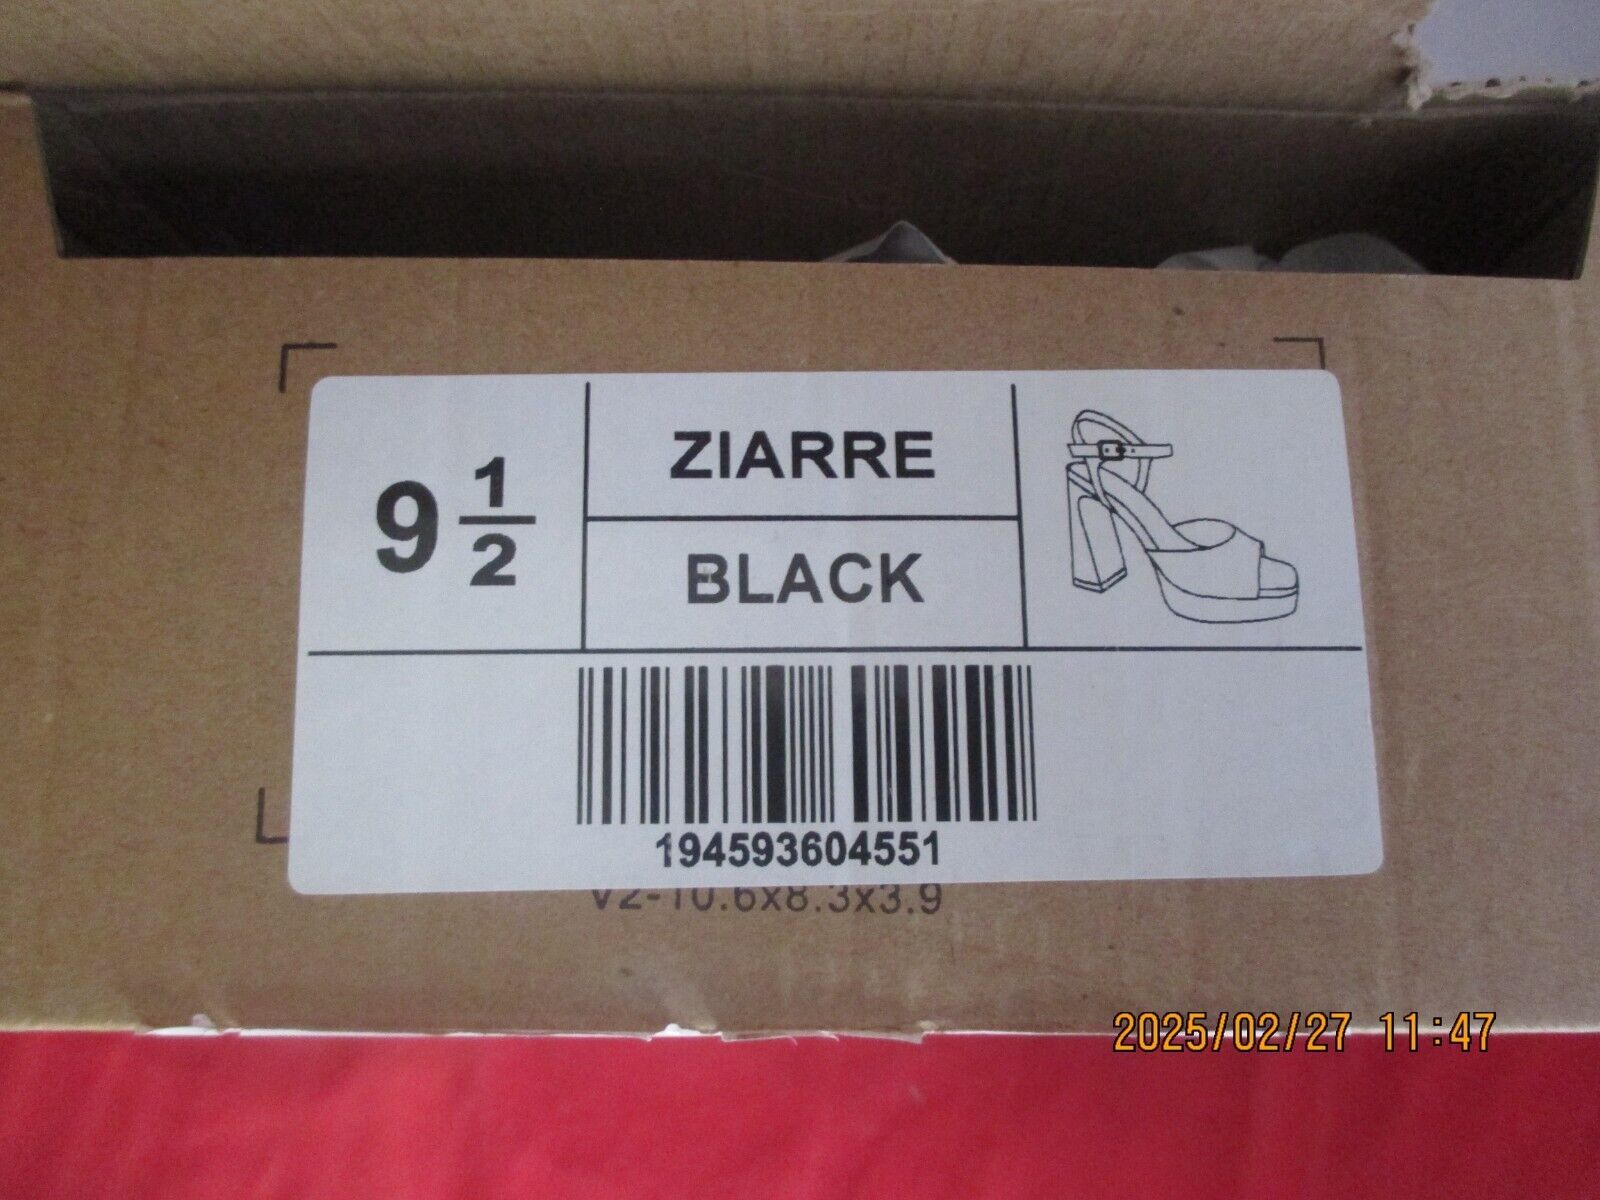 9 1/2
ZIARRE
BLACK
194593604551
V2-10.6x8.3x3.9
2025/02/27 11:47